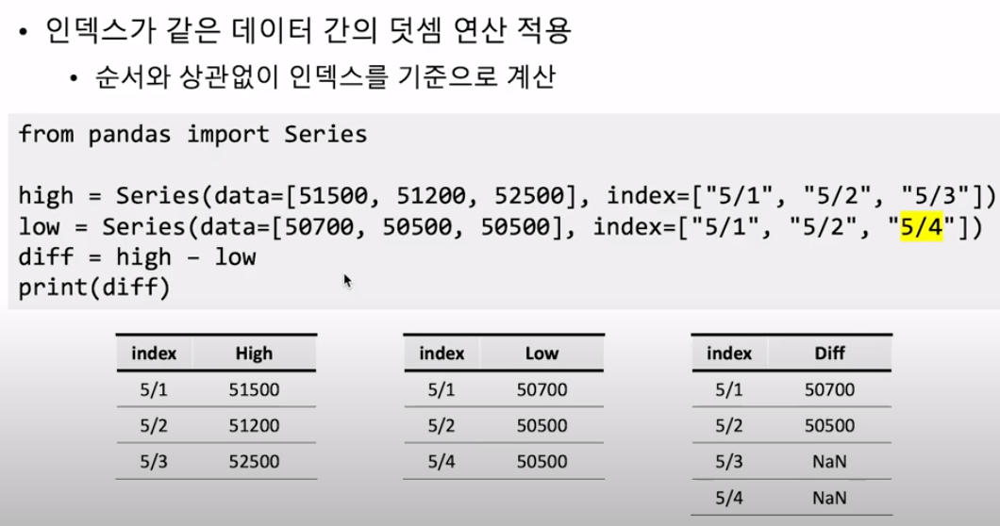 • 인덱스가 같은 데이터 간의 덧셈 연산 적용
• 순서와 상관없이 인덱스를 기준으로 계산
from pandas import Series
high = Series(data=[51500, 51200, 52500], index=["5/1", "5/2", "5/3"])
low = Series(data=[50700, 50500, 50500], index=["5/1", "5/2", "5/4"])
diff = high - low
print(diff)
index High
5/1 51500
5/2 51200
5/3 52500
index Low
5/1 50700
5/2 50500
5/4 50500
index Diff
5/1 50700
5/2 50500
5/3 NaN
5/4 NaN